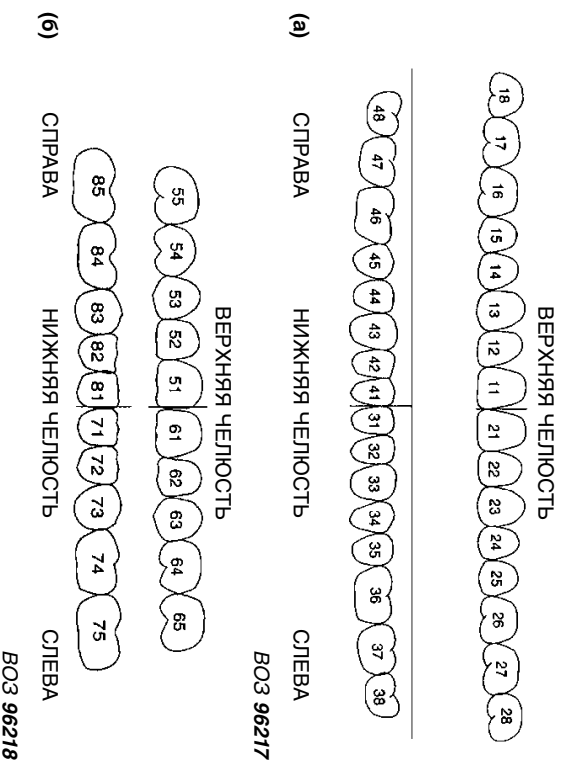 (а)
ВЕРХНЯЯ ЧЕЛЮСТЬ
18 17 16 15 14 13 12 11 21 22 23 24 25 26 27 28
48 47 46 45 44 43 42 41 31 32 33 34 35 36 37 38
СПРАВА НИЖНЯЯ ЧЕЛЮСТЬ СЛЕВА
ВОЗ 96217
(б)
ВЕРХНЯЯ ЧЕЛЮСТЬ
55 54 53 52 51 61 62 63 64 65
85 84 83 82 81 71 72 73 74 75
СПРАВА НИЖНЯЯ ЧЕЛЮСТЬ СЛЕВА
ВОЗ 96218